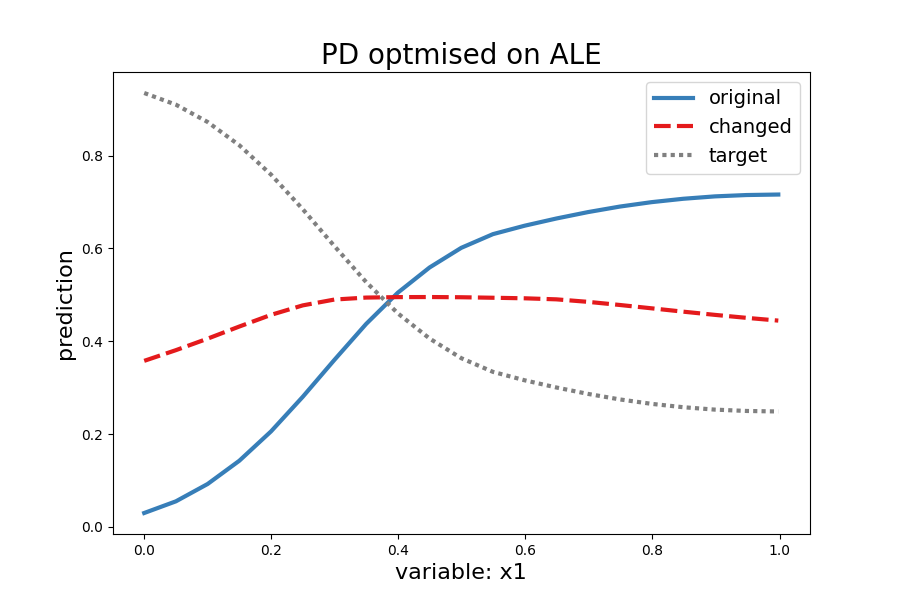 PD optmised on ALE
original
changed
target
prediction
0.8
0.6
0.4
0.2
0.0
0.0 0.2 0.4 0.6 0.8 1.0
variable: x1